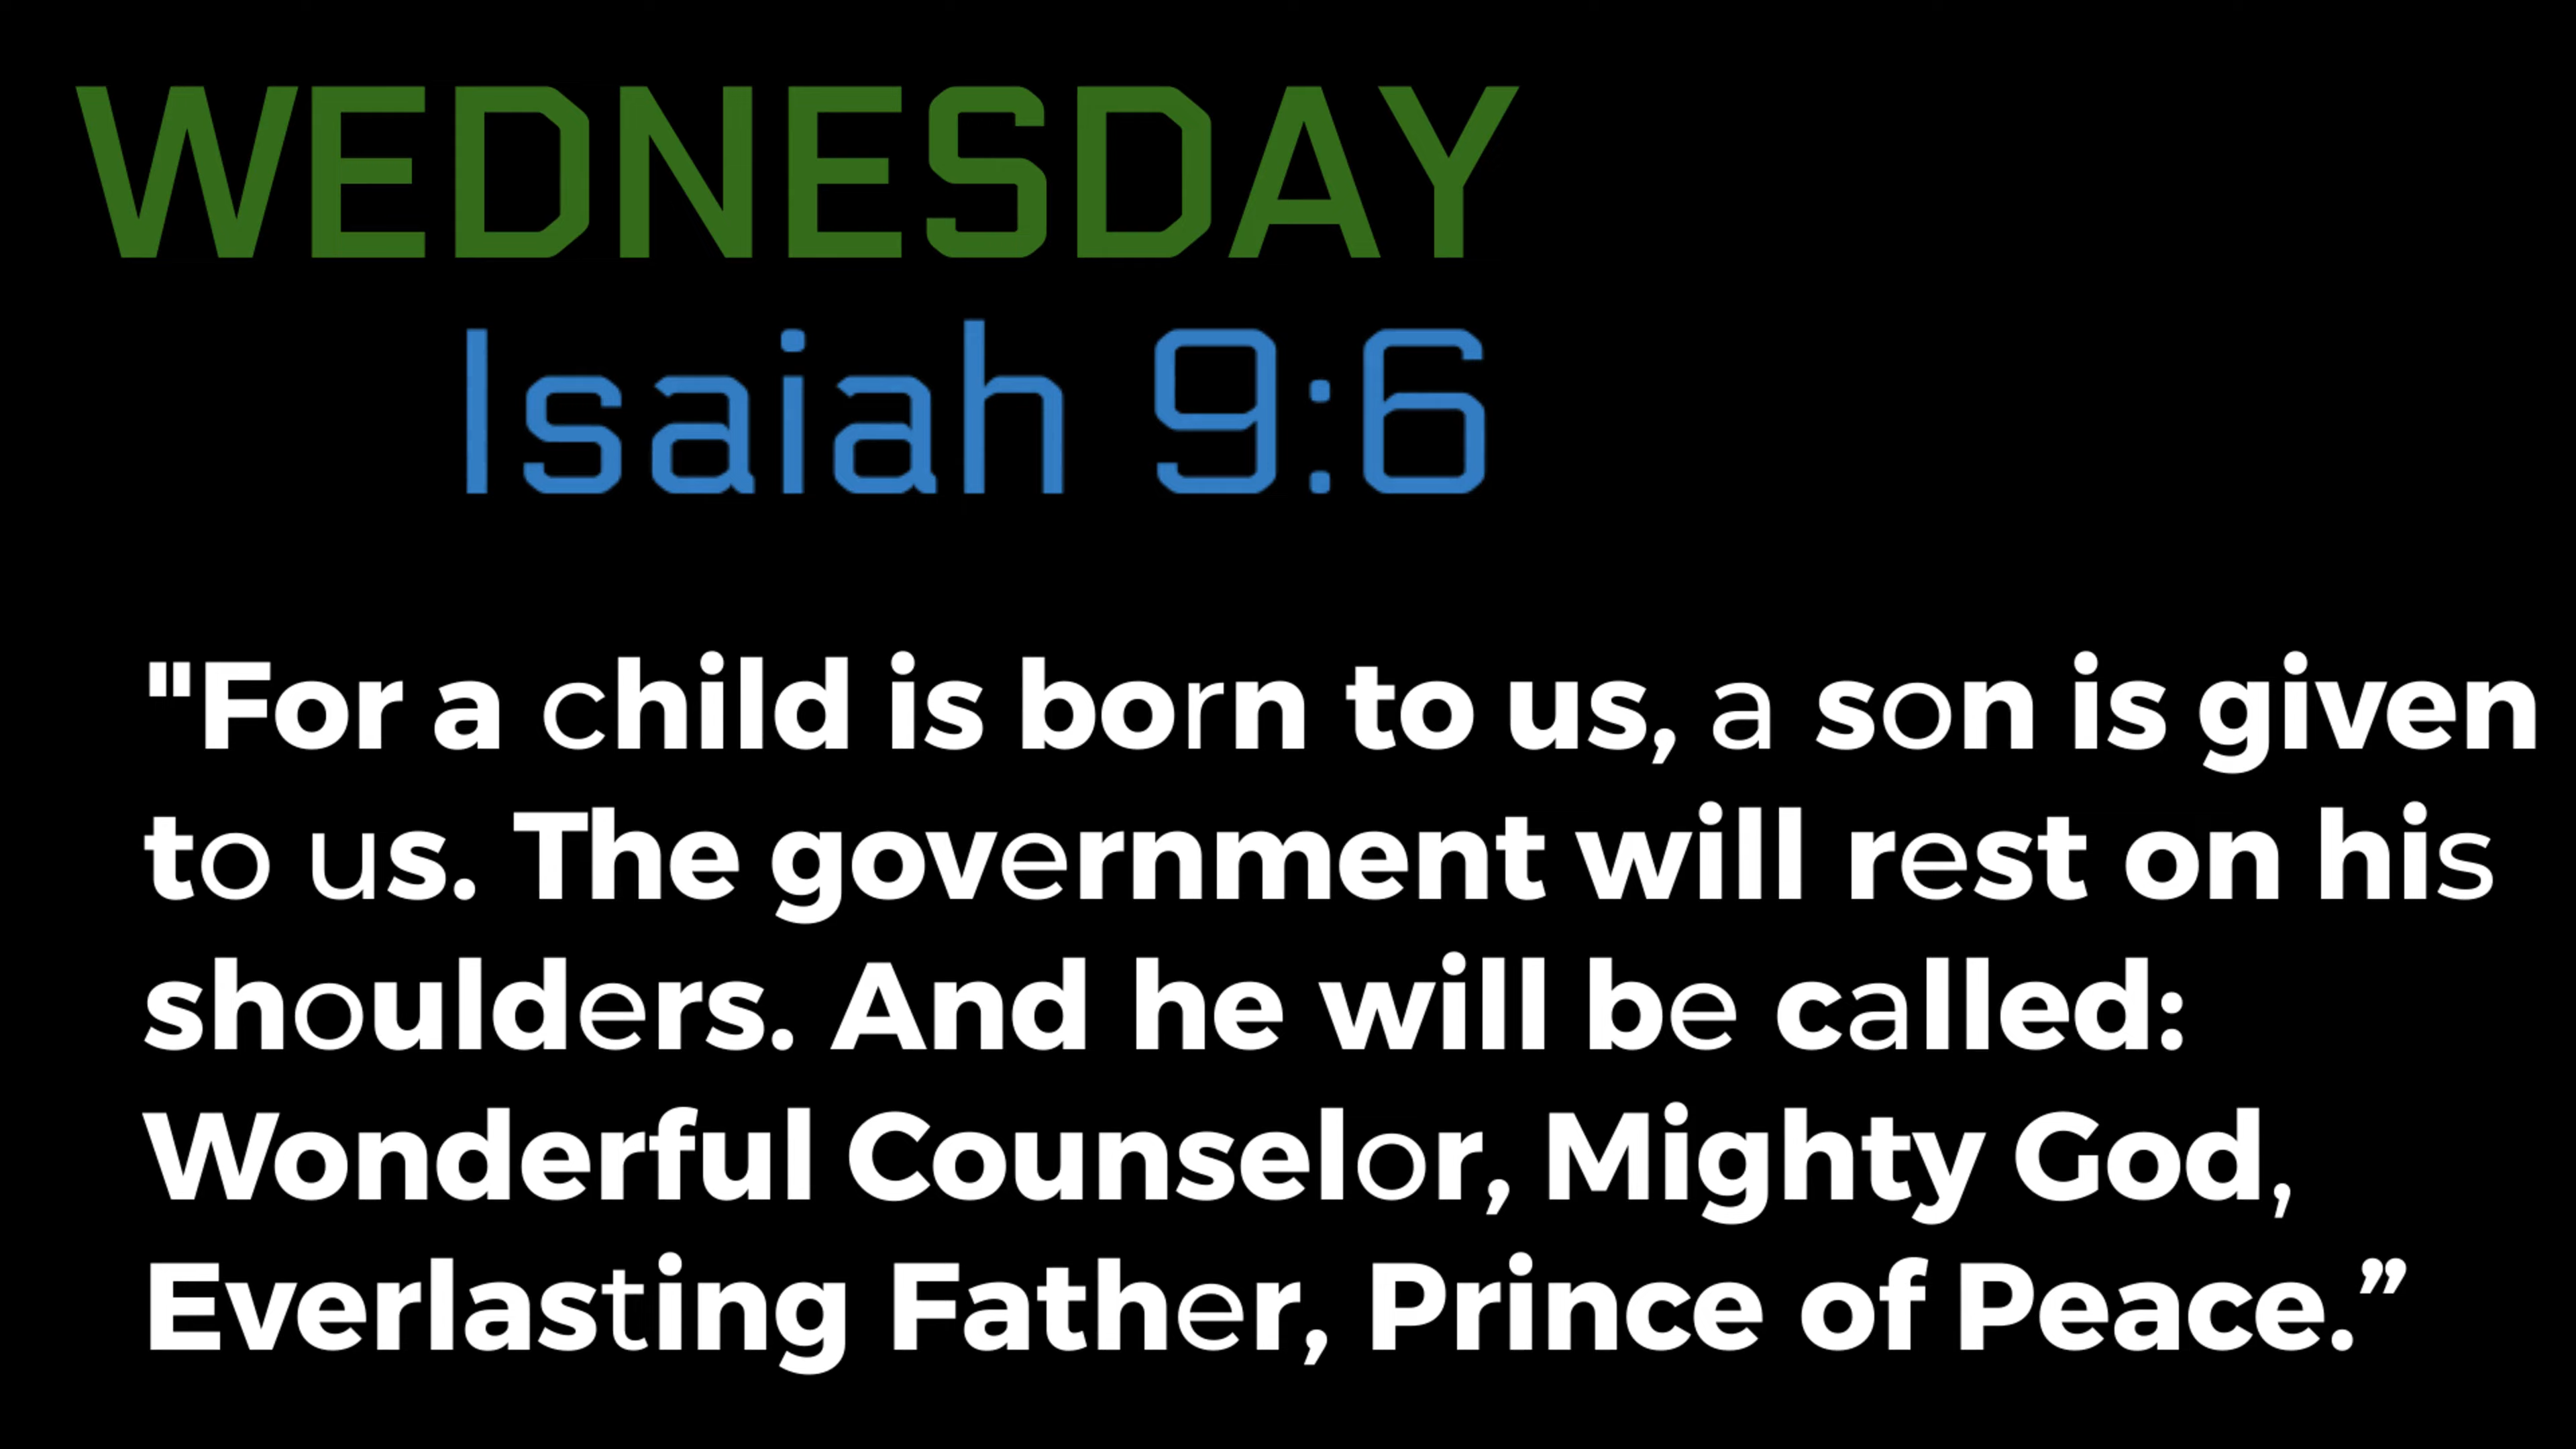 WEDNESDAY
Isaiah 9:6
"For a child is born to us, a son is given
to us. The government will rest on his
shoulders. And he will be called:
Wonderful Counselor, Mighty God,
Everlasting Father, Prince of Peace.”